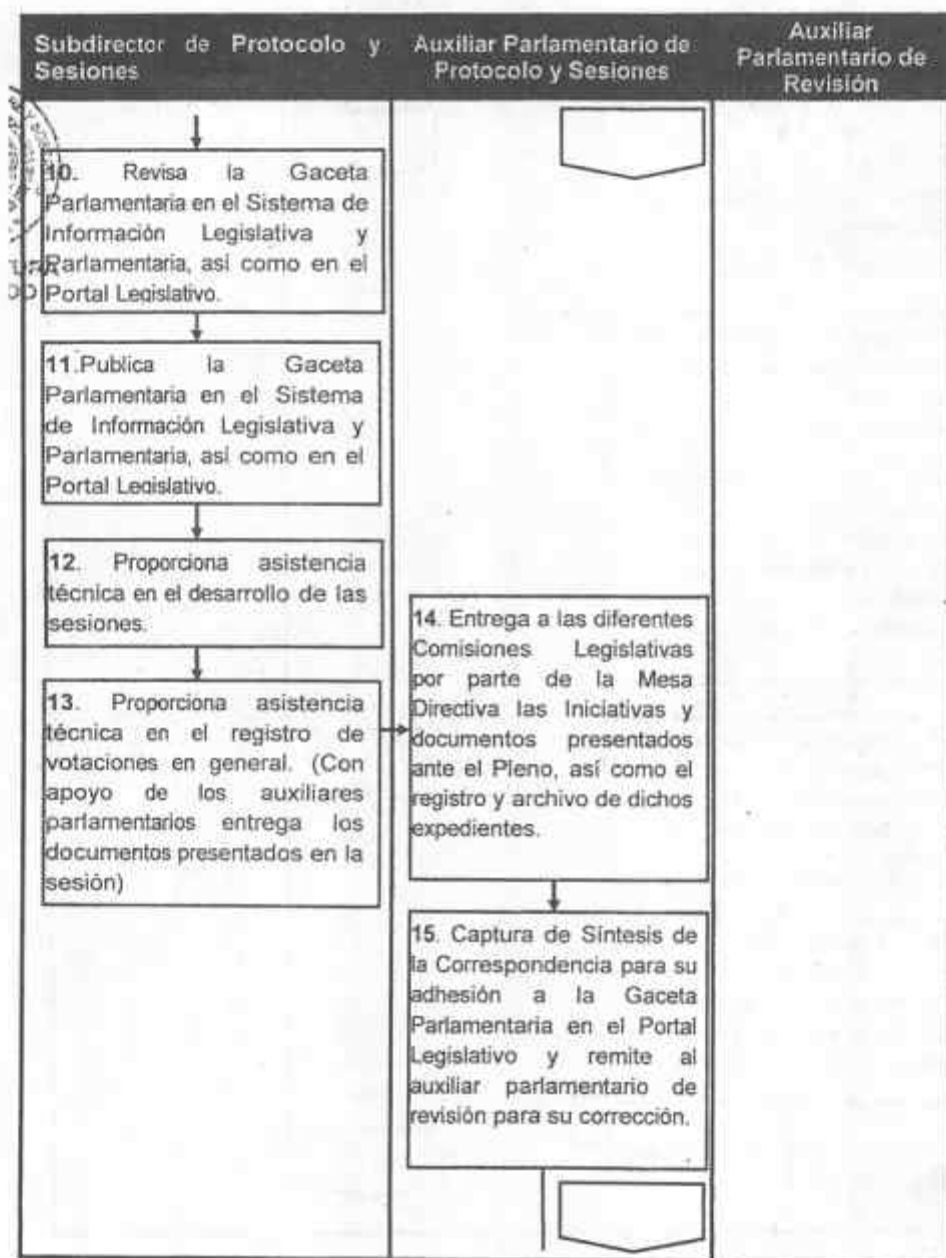 Subdirector de Protocolo y
Sesiones
Auxiliar Parlamentario de
Protocolo y Sesiones
Auxiliar
Parlamentario de
Revisión
10. Revisa la Gaceta
Parlamentaria en el Sistema de
Información Legislativa y
Parlamentaria, así como en el
Portal Legislativo.
11.Publica la Gaceta
Parlamentaria en el Sistema
de Información Legislativa y
Parlamentaria, así como en el
Portal Legislativo.
12. Proporciona asistencia
técnica en el desarrollo de las
sesiones.
13. Proporciona asistencia
técnica en el registro de
votaciones en general. (Con
apoyo de los auxiliares
parlamentarios entrega los
documentos presentados en la
sesión)
14. Entrega a las diferentes
Comisiones Legislativas
por parte de la Mesa
Directiva las Iniciativas y
documentos presentados
ante el Pleno, así como el
registro y archivo de dichos
expedientes.
15. Captura de Síntesis de
la Correspondencia para su
adhesión a la Gaceta
Parlamentaria en el Portal
Legislativo y remite al
auxiliar parlamentario de
revisión para su corrección.